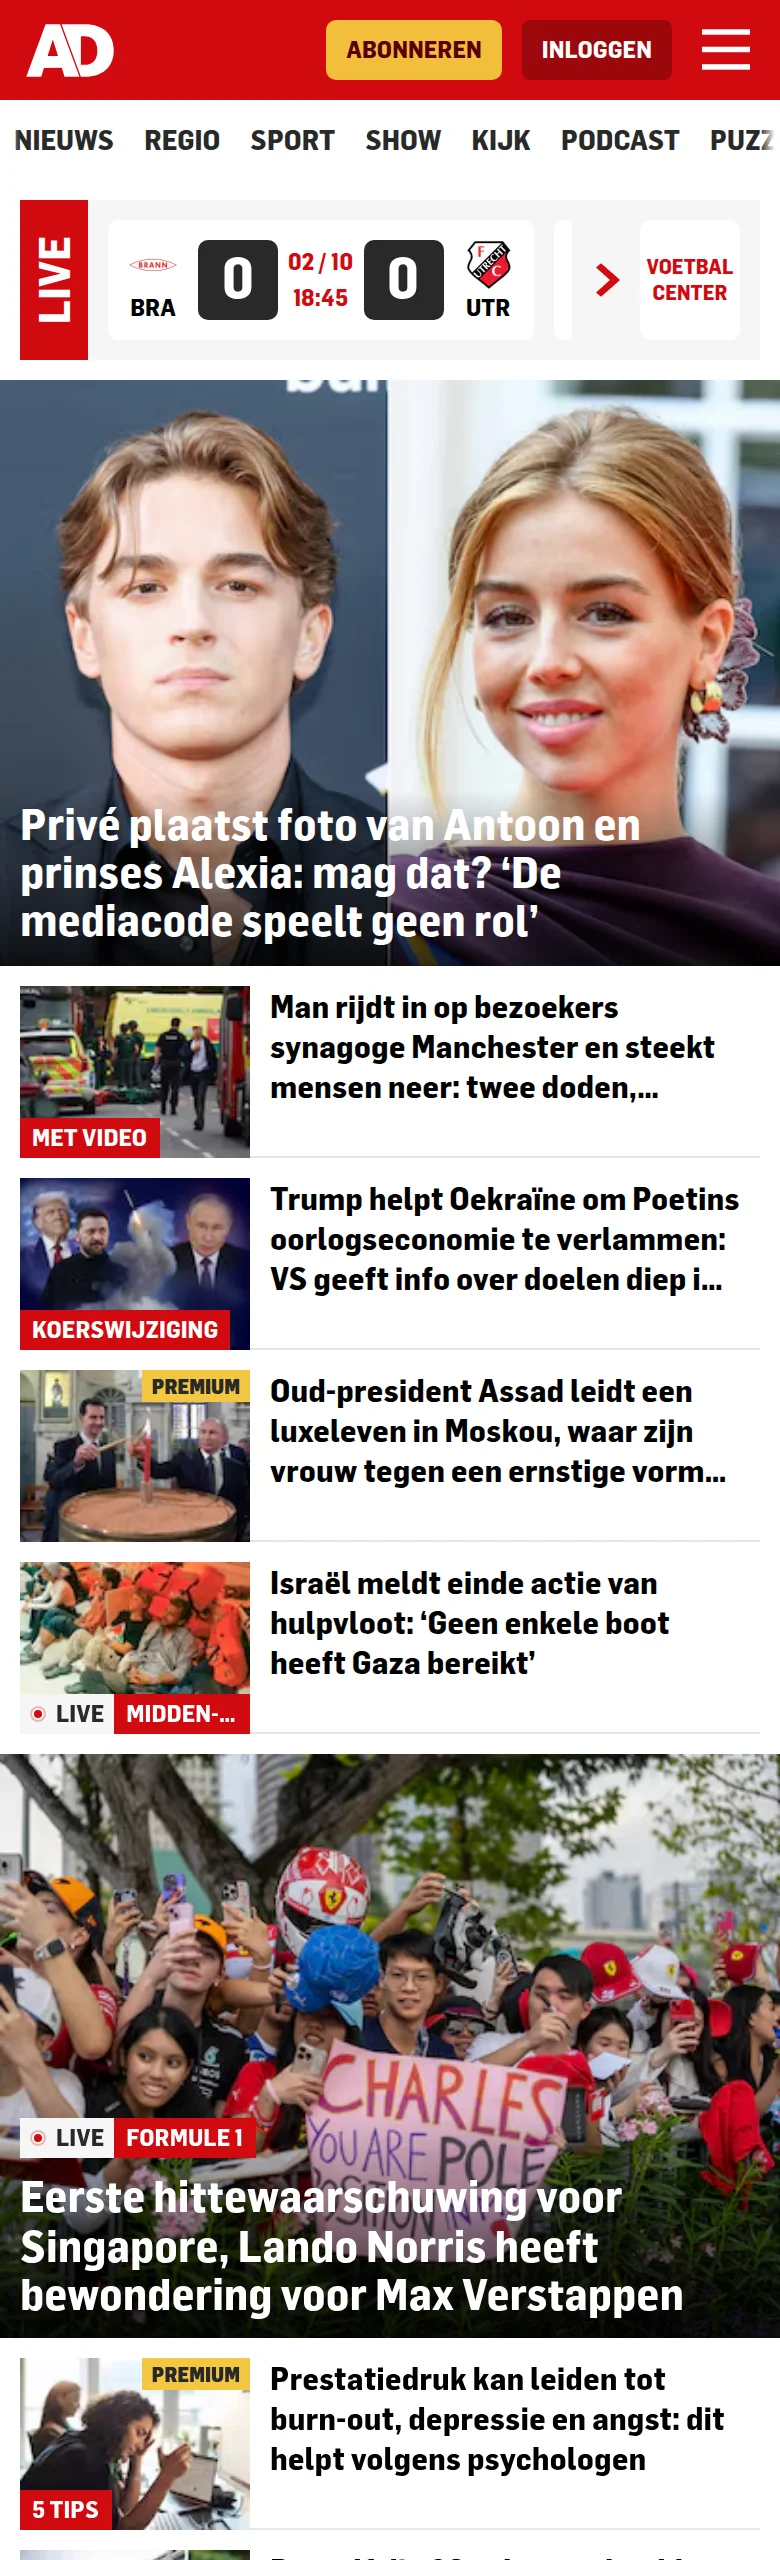 AD
ABONNEREN
INLOGGEN
NIEUWS REGIO SPORT SHOW KIJK PODCAST PUZZ
LIVE
BRANN
BRA
0
02 / 10
18:45
0
FC UTRECHT
UTR
VOETBAL
CENTER
Privé plaatst foto van Antoon en
prinses Alexia: mag dat? ‘De
mediacode speelt geen rol’
MET VIDEO
Man rijdt in op bezoekers
synagoge Manchester en steekt
mensen neer: twee doden,...
KOERSWIJZIGING
Trump helpt Oekraïne om Poetins
oorlogseconomie te verlammen:
VS geeft info over doelen diep i...
PREMIUM
Oud-president Assad leidt een
luxeleven in Moskou, waar zijn
vrouw tegen een ernstige vorm...
LIVE MIDDEN-...
Israël meldt einde actie van
hulpvloot: ‘Geen enkele boot
heeft Gaza bereikt’
CHARLES
YOU ARE POLE
LIVE FORMULE 1
Eerste hittewaarschuwing voor
Singapore, Lando Norris heeft
bewondering voor Max Verstappen
PREMIUM
5 TIPS
Prestatiedruk kan leiden tot
burn-out, depressie en angst: dit
helpt volgens psychologen